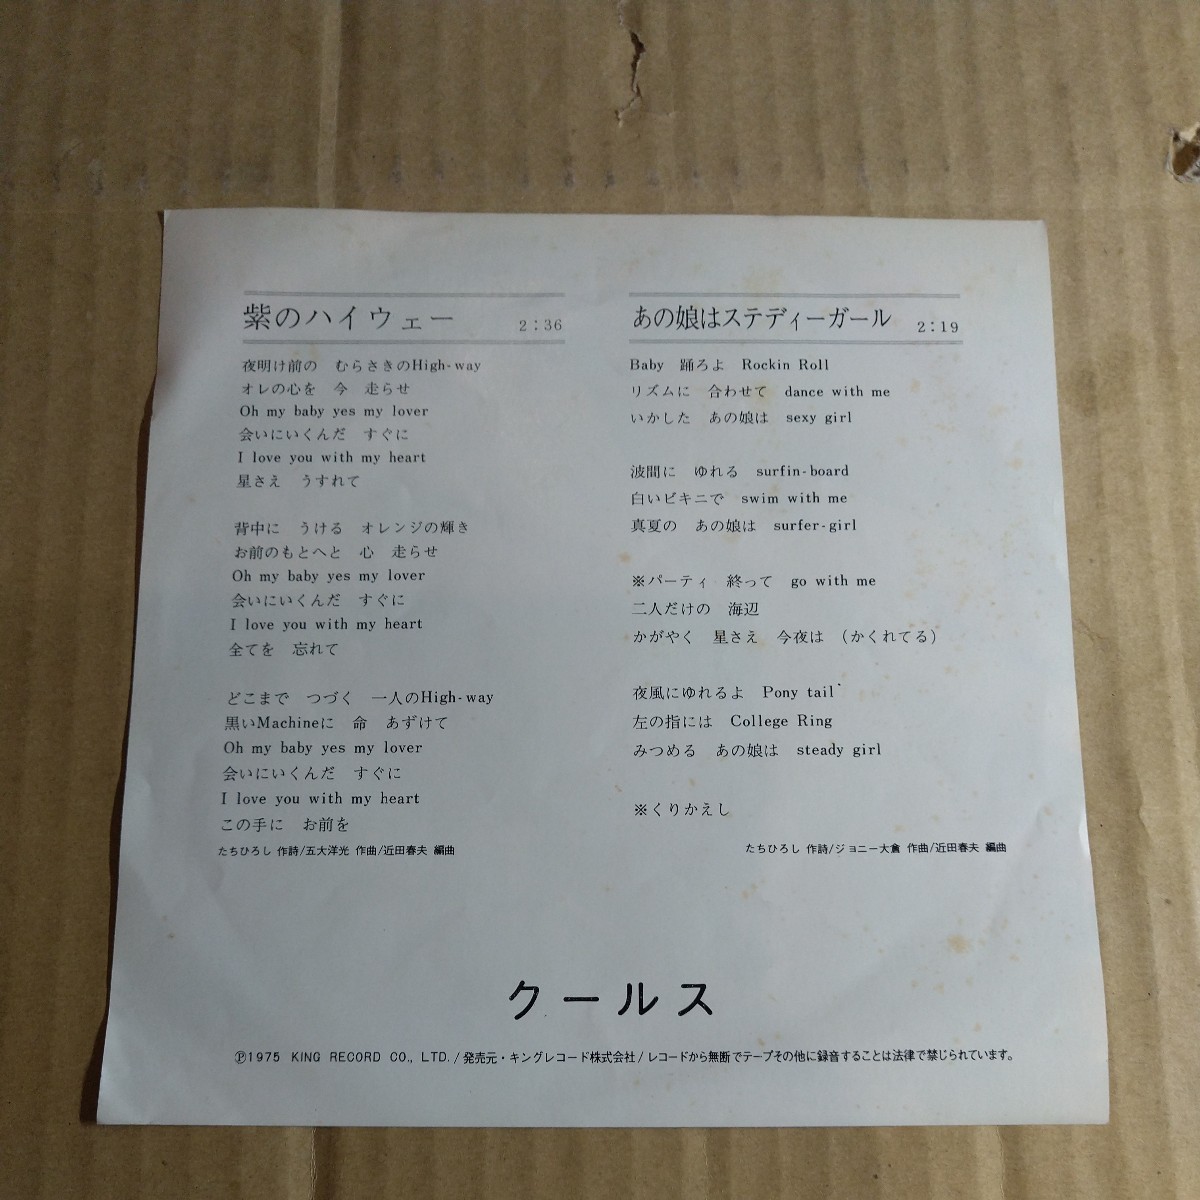 紫のハイウェー 2:36
夜明け前の むらさきのHigh-way
オレの心を 今 走らせ
Oh my baby yes my lover
会いにいくんだ すぐに
I love you with my heart
星さえ うすれて
背中に うける オレンジの輝き
お前のもとへと 心 走らせ
Oh my baby yes my lover
会いにいくんだ すぐに
I love you with my heart
全てを 忘れて
どこまで つづく 一人のHigh-way
黒いMachineに 命 あずけて
Oh my baby yes my lover
会いにいくんだ すぐに
I love you with my heart
この手に お前を
たちひろし 作詩/五大洋光 作曲/近田春夫 編曲
あの娘はステディーガール 2:19
Baby 踊ろよ Rockin Roll
リズムに 合わせて dance with me
いかした あの娘は sexy girl
波間に ゆれる surfin-board
白いビキニで swim with me
真夏の あの娘は surfer-girl
※パーティ 終って go with me
二人だけの 海辺
かがやく 星さえ 今夜は (かくれてる)
夜風にゆれるよ Pony tail
左の指には College Ring
みつめる あの娘は steady girl
※くりかえし
たちひろし 作詩/ジョニー大倉 作曲/近田春夫 編曲
クールス
Ⓟ1975 KING RECORD CO., LTD./発売元・キングレコード株式会社/レコードから無断でテープその他に録音することは法律で禁じられています。